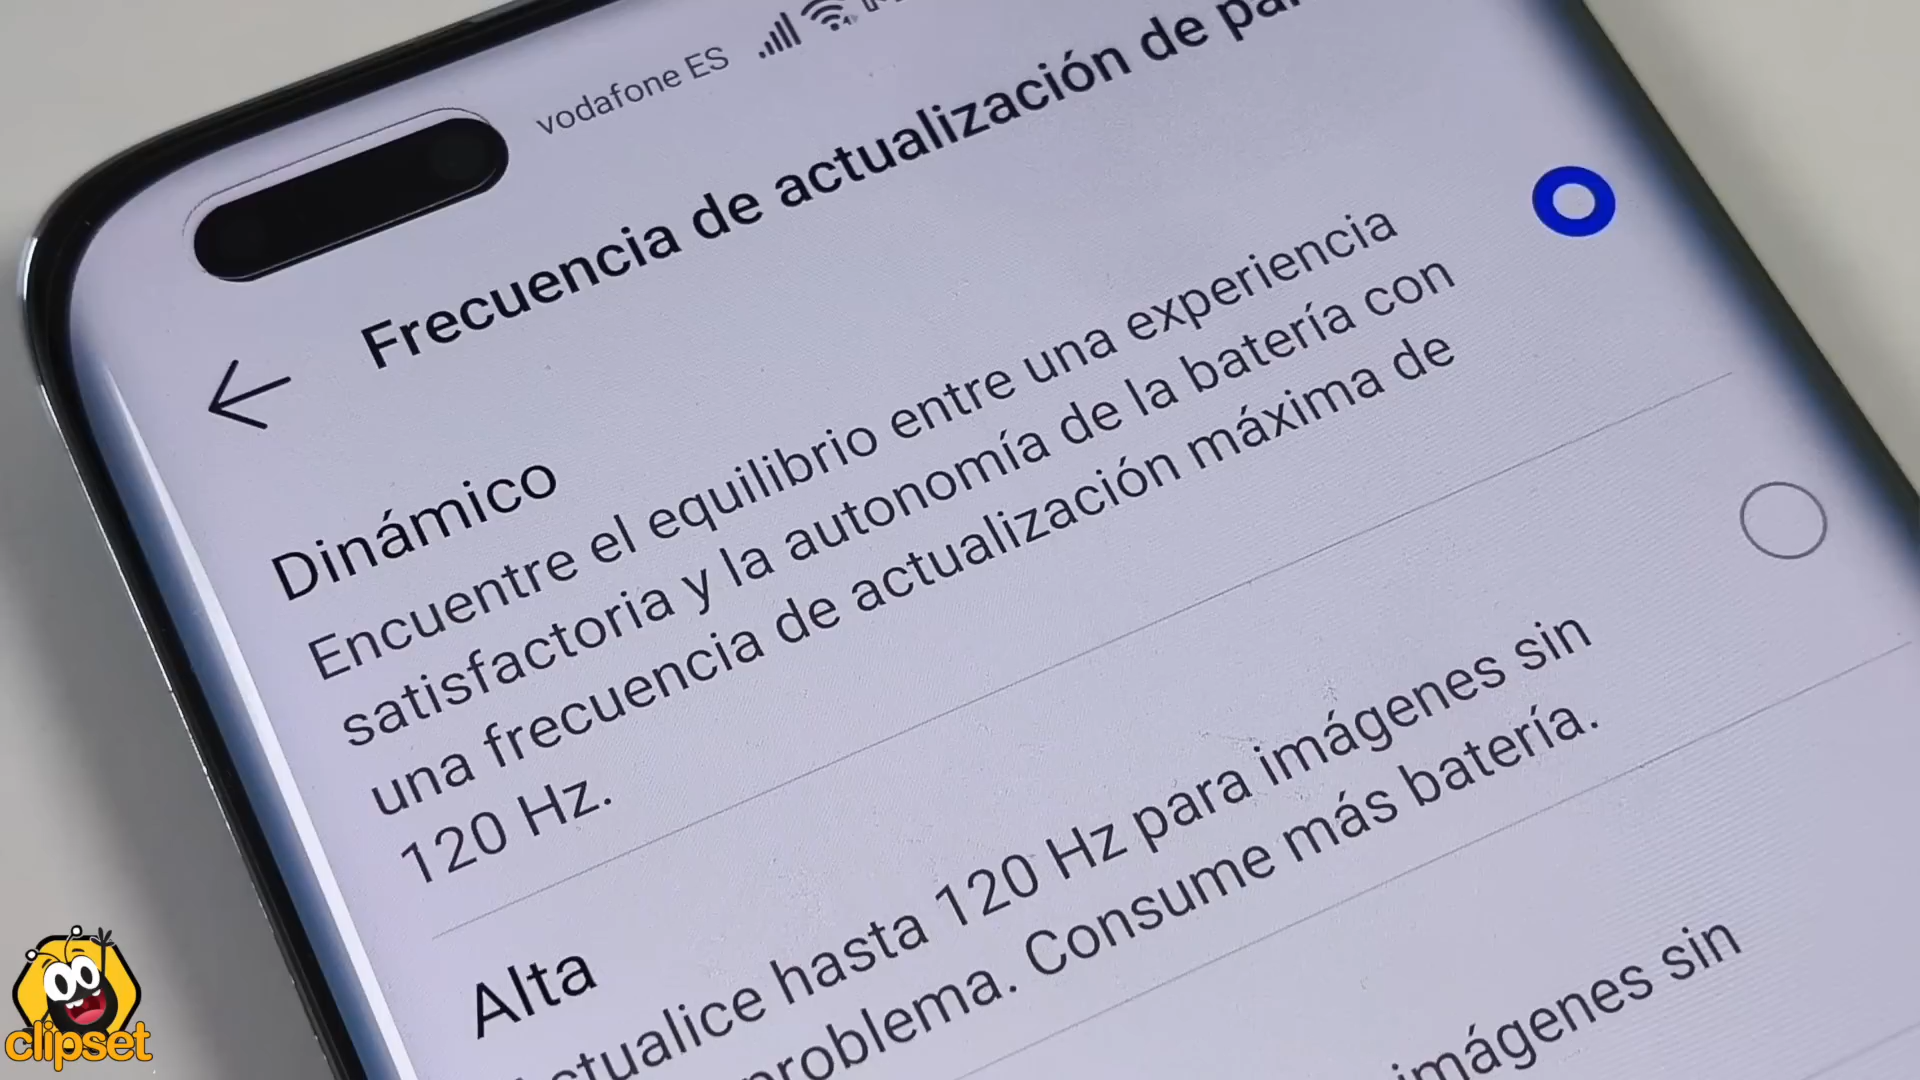 vodafone ES
Frecuencia de actualización de
Dinámico
Encuentre el equilibrio entre una experiencia
satisfactoria y la autonomía de la batería con
una frecuencia de actualización máxima de
120 Hz.
Alta
Actualice hasta 120 Hz para imágenes sin
problema. Consume más batería.
imágenes sin
clipset